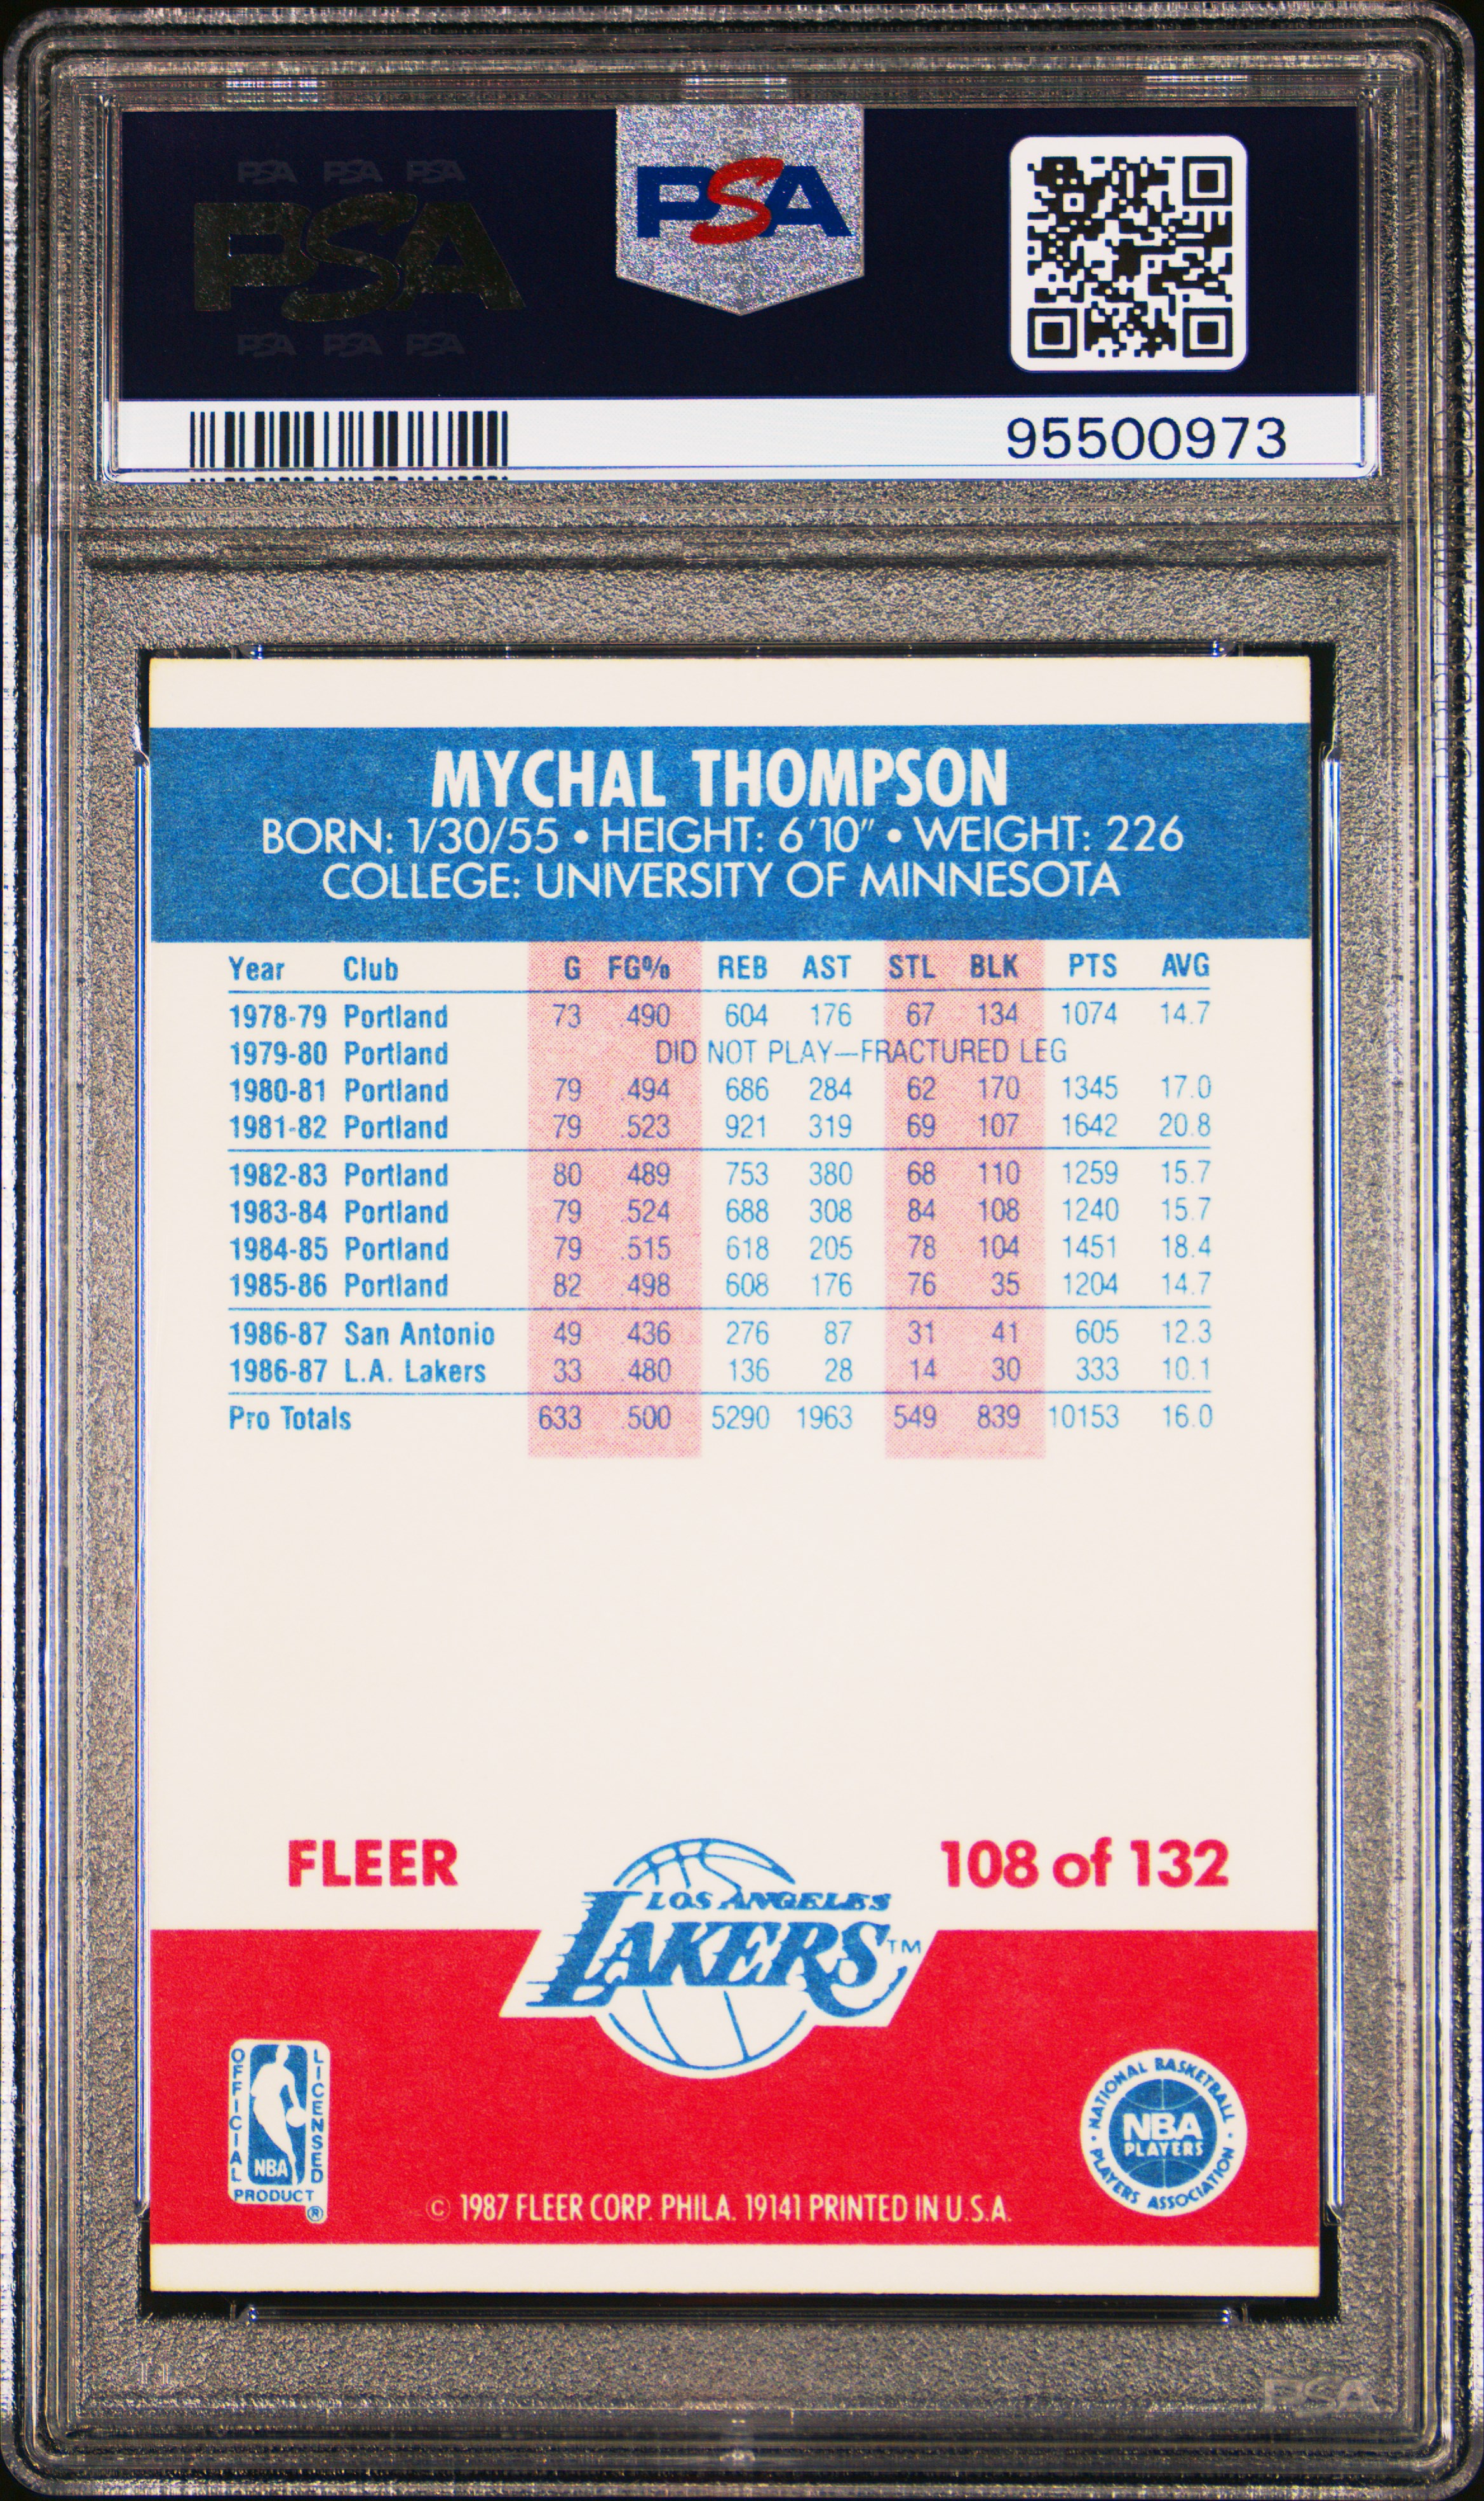 PSA PSA PSA
PSA
PSA PSA PSA
PSA
95500973
MYCHAL THOMPSON
BORN: 1/30/55 • HEIGHT: 6'10" • WEIGHT: 226
COLLEGE: UNIVERSITY OF MINNESOTA
Year Club G FG% REB AST STL BLK PTS AVG
1978-79 Portland 73 .490 604 176 67 134 1074 14.7
1979-80 Portland DID NOT PLAY—FRACTURED LEG
1980-81 Portland 79 .494 686 284 62 170 1345 17.0
1981-82 Portland 79 .523 921 319 69 107 1642 20.8
1982-83 Portland 80 .489 753 380 68 110 1259 15.7
1983-84 Portland 79 .524 688 308 84 108 1240 15.7
1984-85 Portland 79 .515 618 205 78 104 1451 18.4
1985-86 Portland 82 .498 608 176 76 35 1204 14.7
1986-87 San Antonio 49 .436 276 87 31 41 605 12.3
1986-87 L.A. Lakers 33 .480 136 28 14 30 333 10.1
Pro Totals 633 .500 5290 1963 549 839 10153 16.0
FLEER
108 of 132
LOS ANGELES
LAKERS™
OFFICIAL LICENSED
NBA
PRODUCT
®
NATIONAL BASKETBALL
NBA
PLAYERS
• PLAYERS ASSOCIATION •
© 1987 FLEER CORP. PHILA. 19141 PRINTED IN U.S.A.
PSA